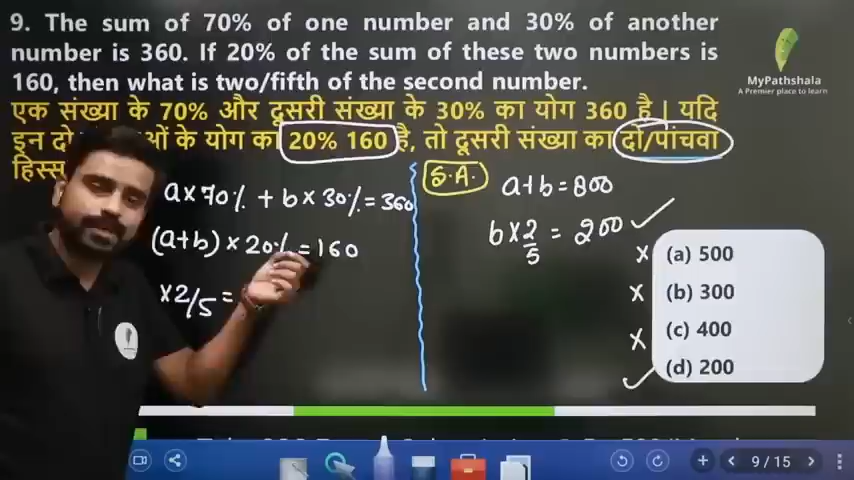 9. The sum of 70% of one number and 30% of another
number is 360. If 20% of the sum of these two numbers is
160, then what is two/fifth of the second number.
एक संख्या के 70% और दूसरी संख्या के 30% का योग 360 है | यदि
इन दो ओं के योग का 20% 160 है, तो दूसरी संख्या का दो/पांचवा
हिस्स
MyPathshala
A Premier place to learn
S.A.
a×70% + b×30% = 360
(a+b) × 20% = 160
×2/5 =
a+b = 800
b × 2/5 = 200
(a) 500
(b) 300
(c) 400
(d) 200
9 / 15